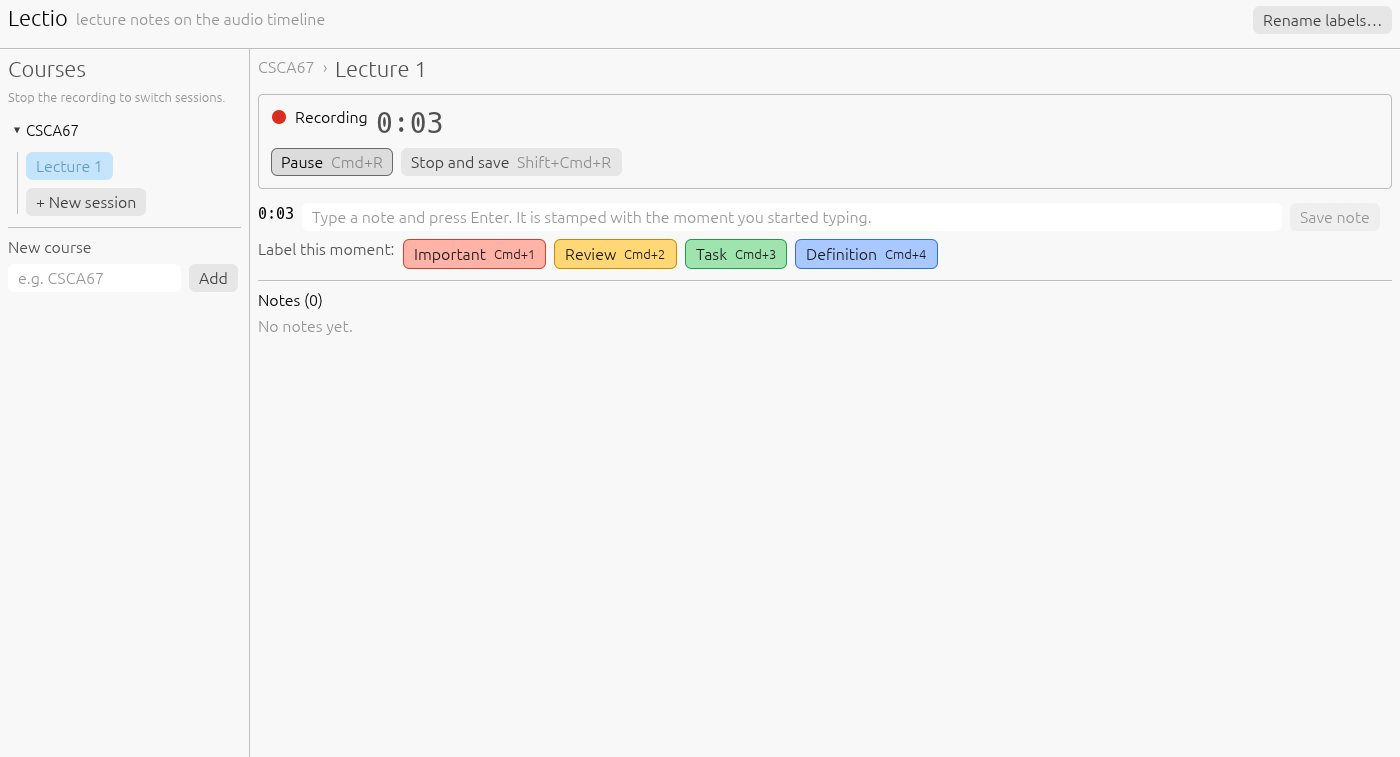 Lectio lecture notes on the audio timeline
Rename labels…
Courses
Stop the recording to switch sessions.
▾ CSCA67
Lecture 1
+ New session
New course
e.g. CSCA67 Add
CSCA67 › Lecture 1
Recording 0:03
Pause Cmd+R Stop and save Shift+Cmd+R
0:03 Type a note and press Enter. It is stamped with the moment you started typing. Save note
Label this moment: Important Cmd+1 Review Cmd+2 Task Cmd+3 Definition Cmd+4
Notes (0)
No notes yet.